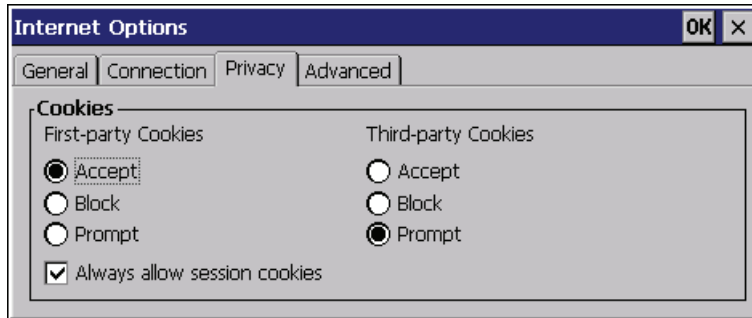 Internet Options OK ×
General Connection Privacy Advanced
Cookies
First-party Cookies Third-party Cookies
Accept Accept
Block Block
Prompt Prompt
Always allow session cookies